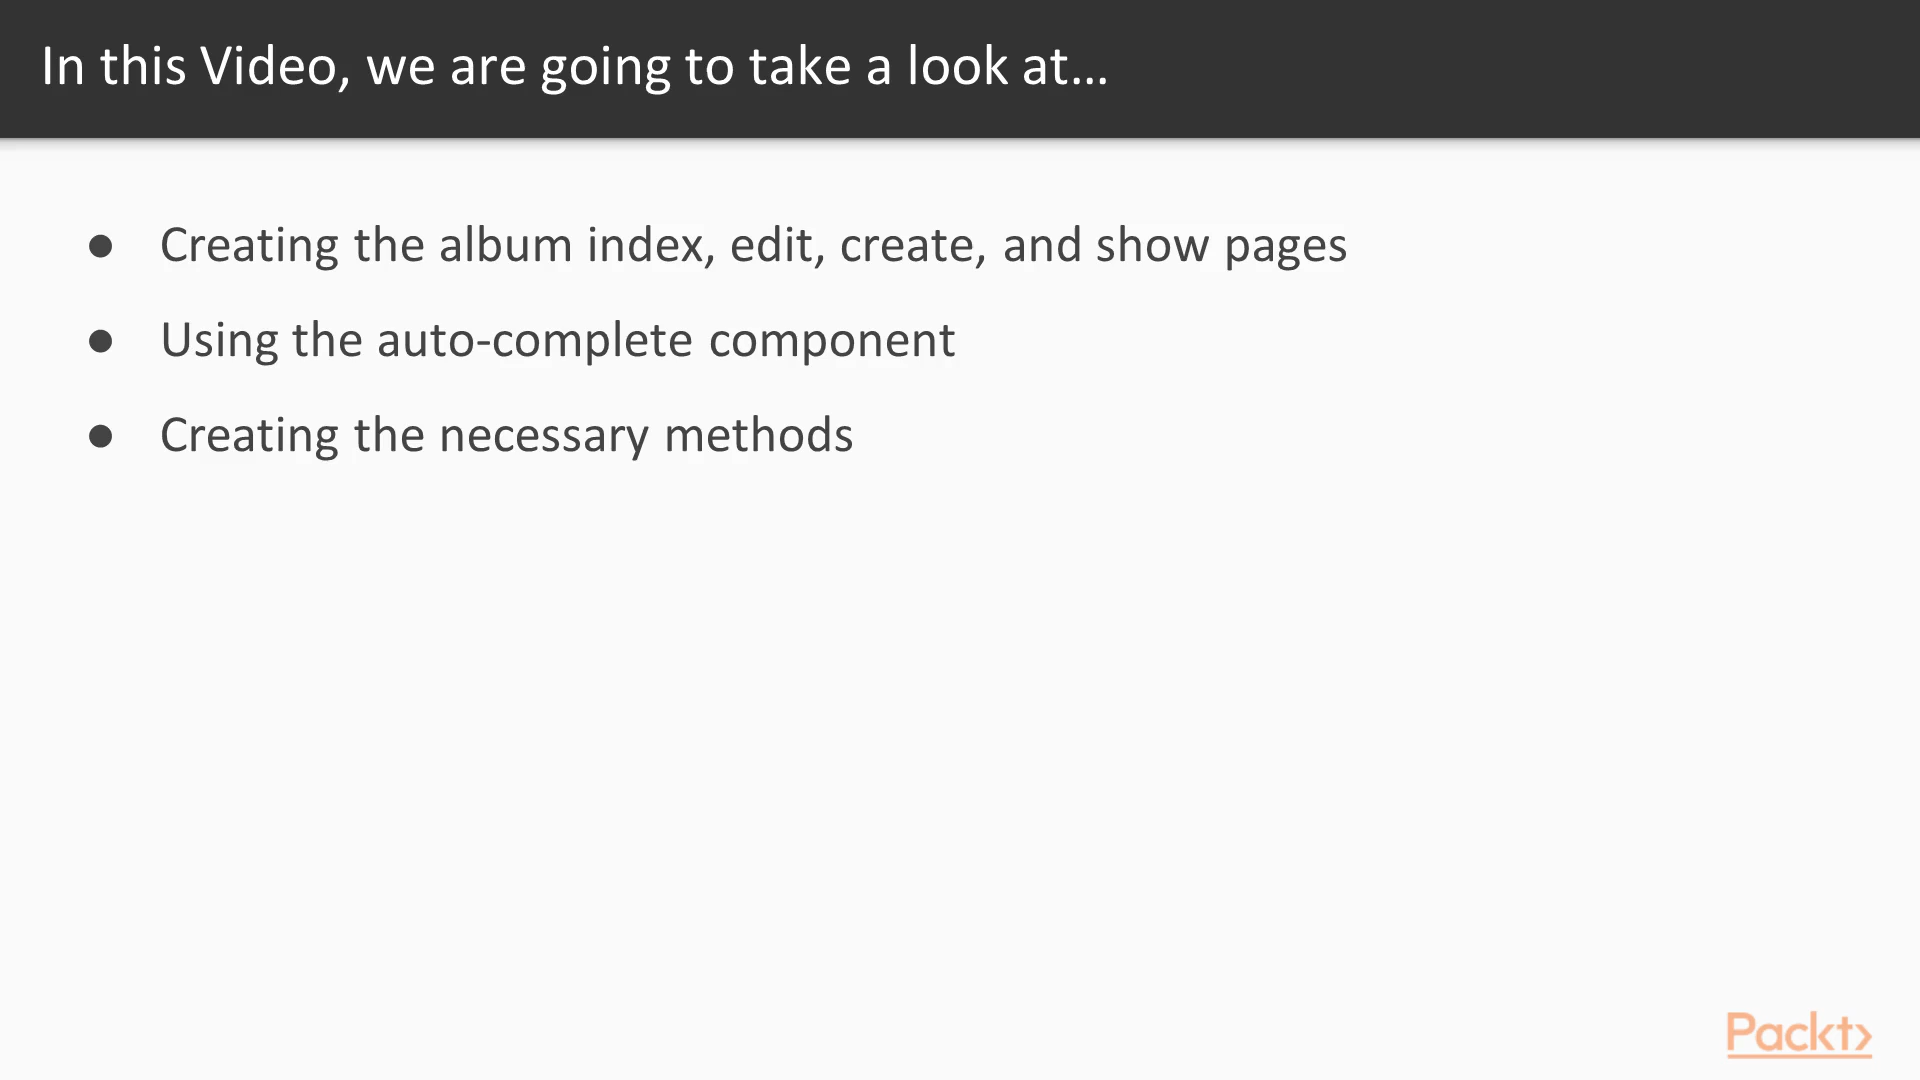 In this Video, we are going to take a look at...
● Creating the album index, edit, create, and show pages
● Using the auto-complete component
● Creating the necessary methods
Packt>